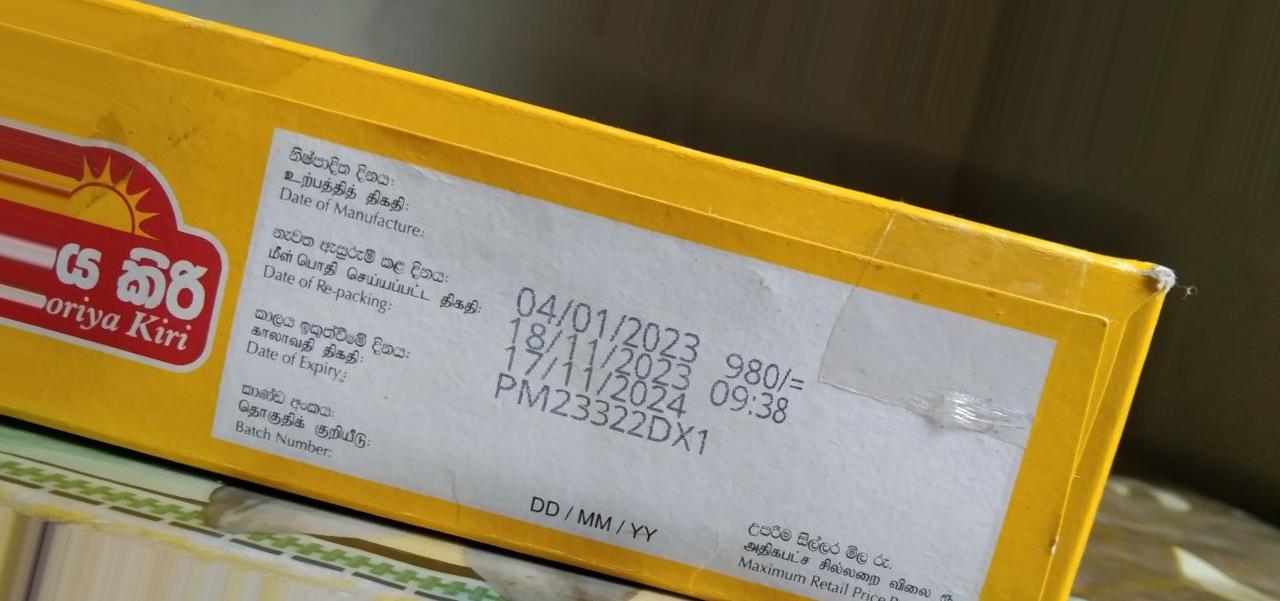 ය කිරි
oriya Kiri
නිෂ්පාදිත දිනය:
உற்பத்தித் திகதி:
Date of Manufacture:
නැවත ඇසුරුම් කළ දිනය:
மீள் பொதி செய்யப்பட்ட திகதி:
Date of Re-packing:
කාලය ඉකුත්වීමේ දිනය:
காலாவதி திகதி:
Date of Expiry:
කාණ්ඩ අංකය:
தொகுதிக் குறியீடு:
Batch Number:
04/01/2023 980/=
18/11/2023 09:38
17/11/2024
PM23322DX1
DD / MM / YY
උපරිම සිල්ලර මිල රු.
அதிகபட்ச சில்லறை விலை ரூ
Maximum Retail Price